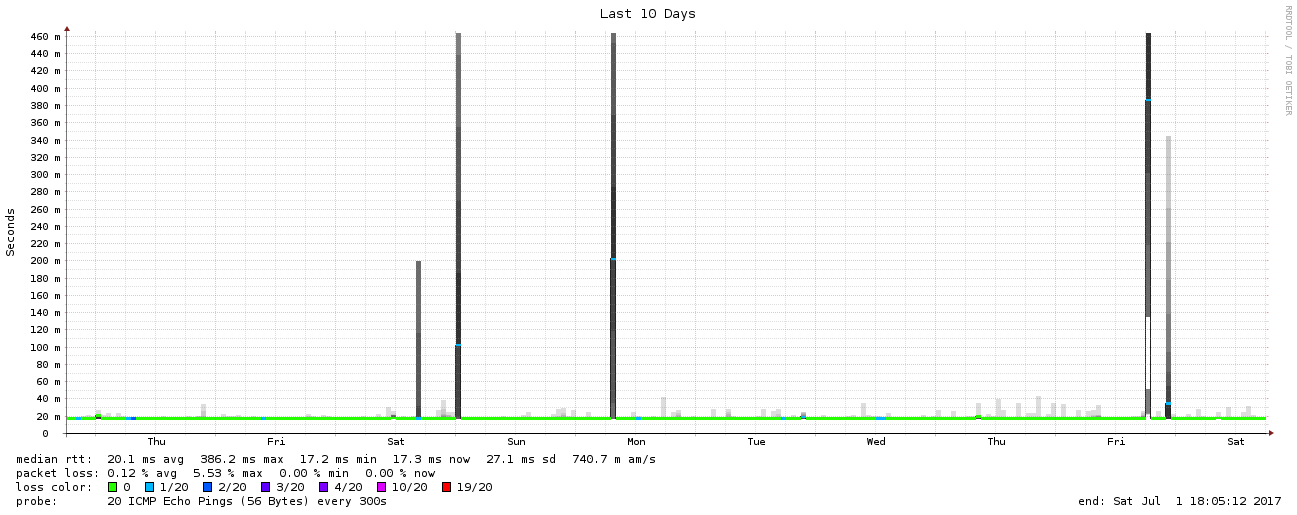 Last 10 Days
RRDTOOL / TOBI OETIKER
Seconds
460 m
440 m
420 m
400 m
380 m
360 m
340 m
320 m
300 m
280 m
260 m
240 m
220 m
200 m
180 m
160 m
140 m
120 m
100 m
80 m
60 m
40 m
20 m
0
Thu Fri Sat Sun Mon Tue Wed Thu Fri Sat
median rtt: 20.1 ms avg 386.2 ms max 17.2 ms min 17.3 ms now 27.1 ms sd 740.7 m am/s
packet loss: 0.12 % avg 5.53 % max 0.00 % min 0.00 % now
loss color: 0 1/20 2/20 3/20 4/20 10/20 19/20
probe: 20 ICMP Echo Pings (56 Bytes) every 300s end: Sat Jul 1 18:05:12 2017